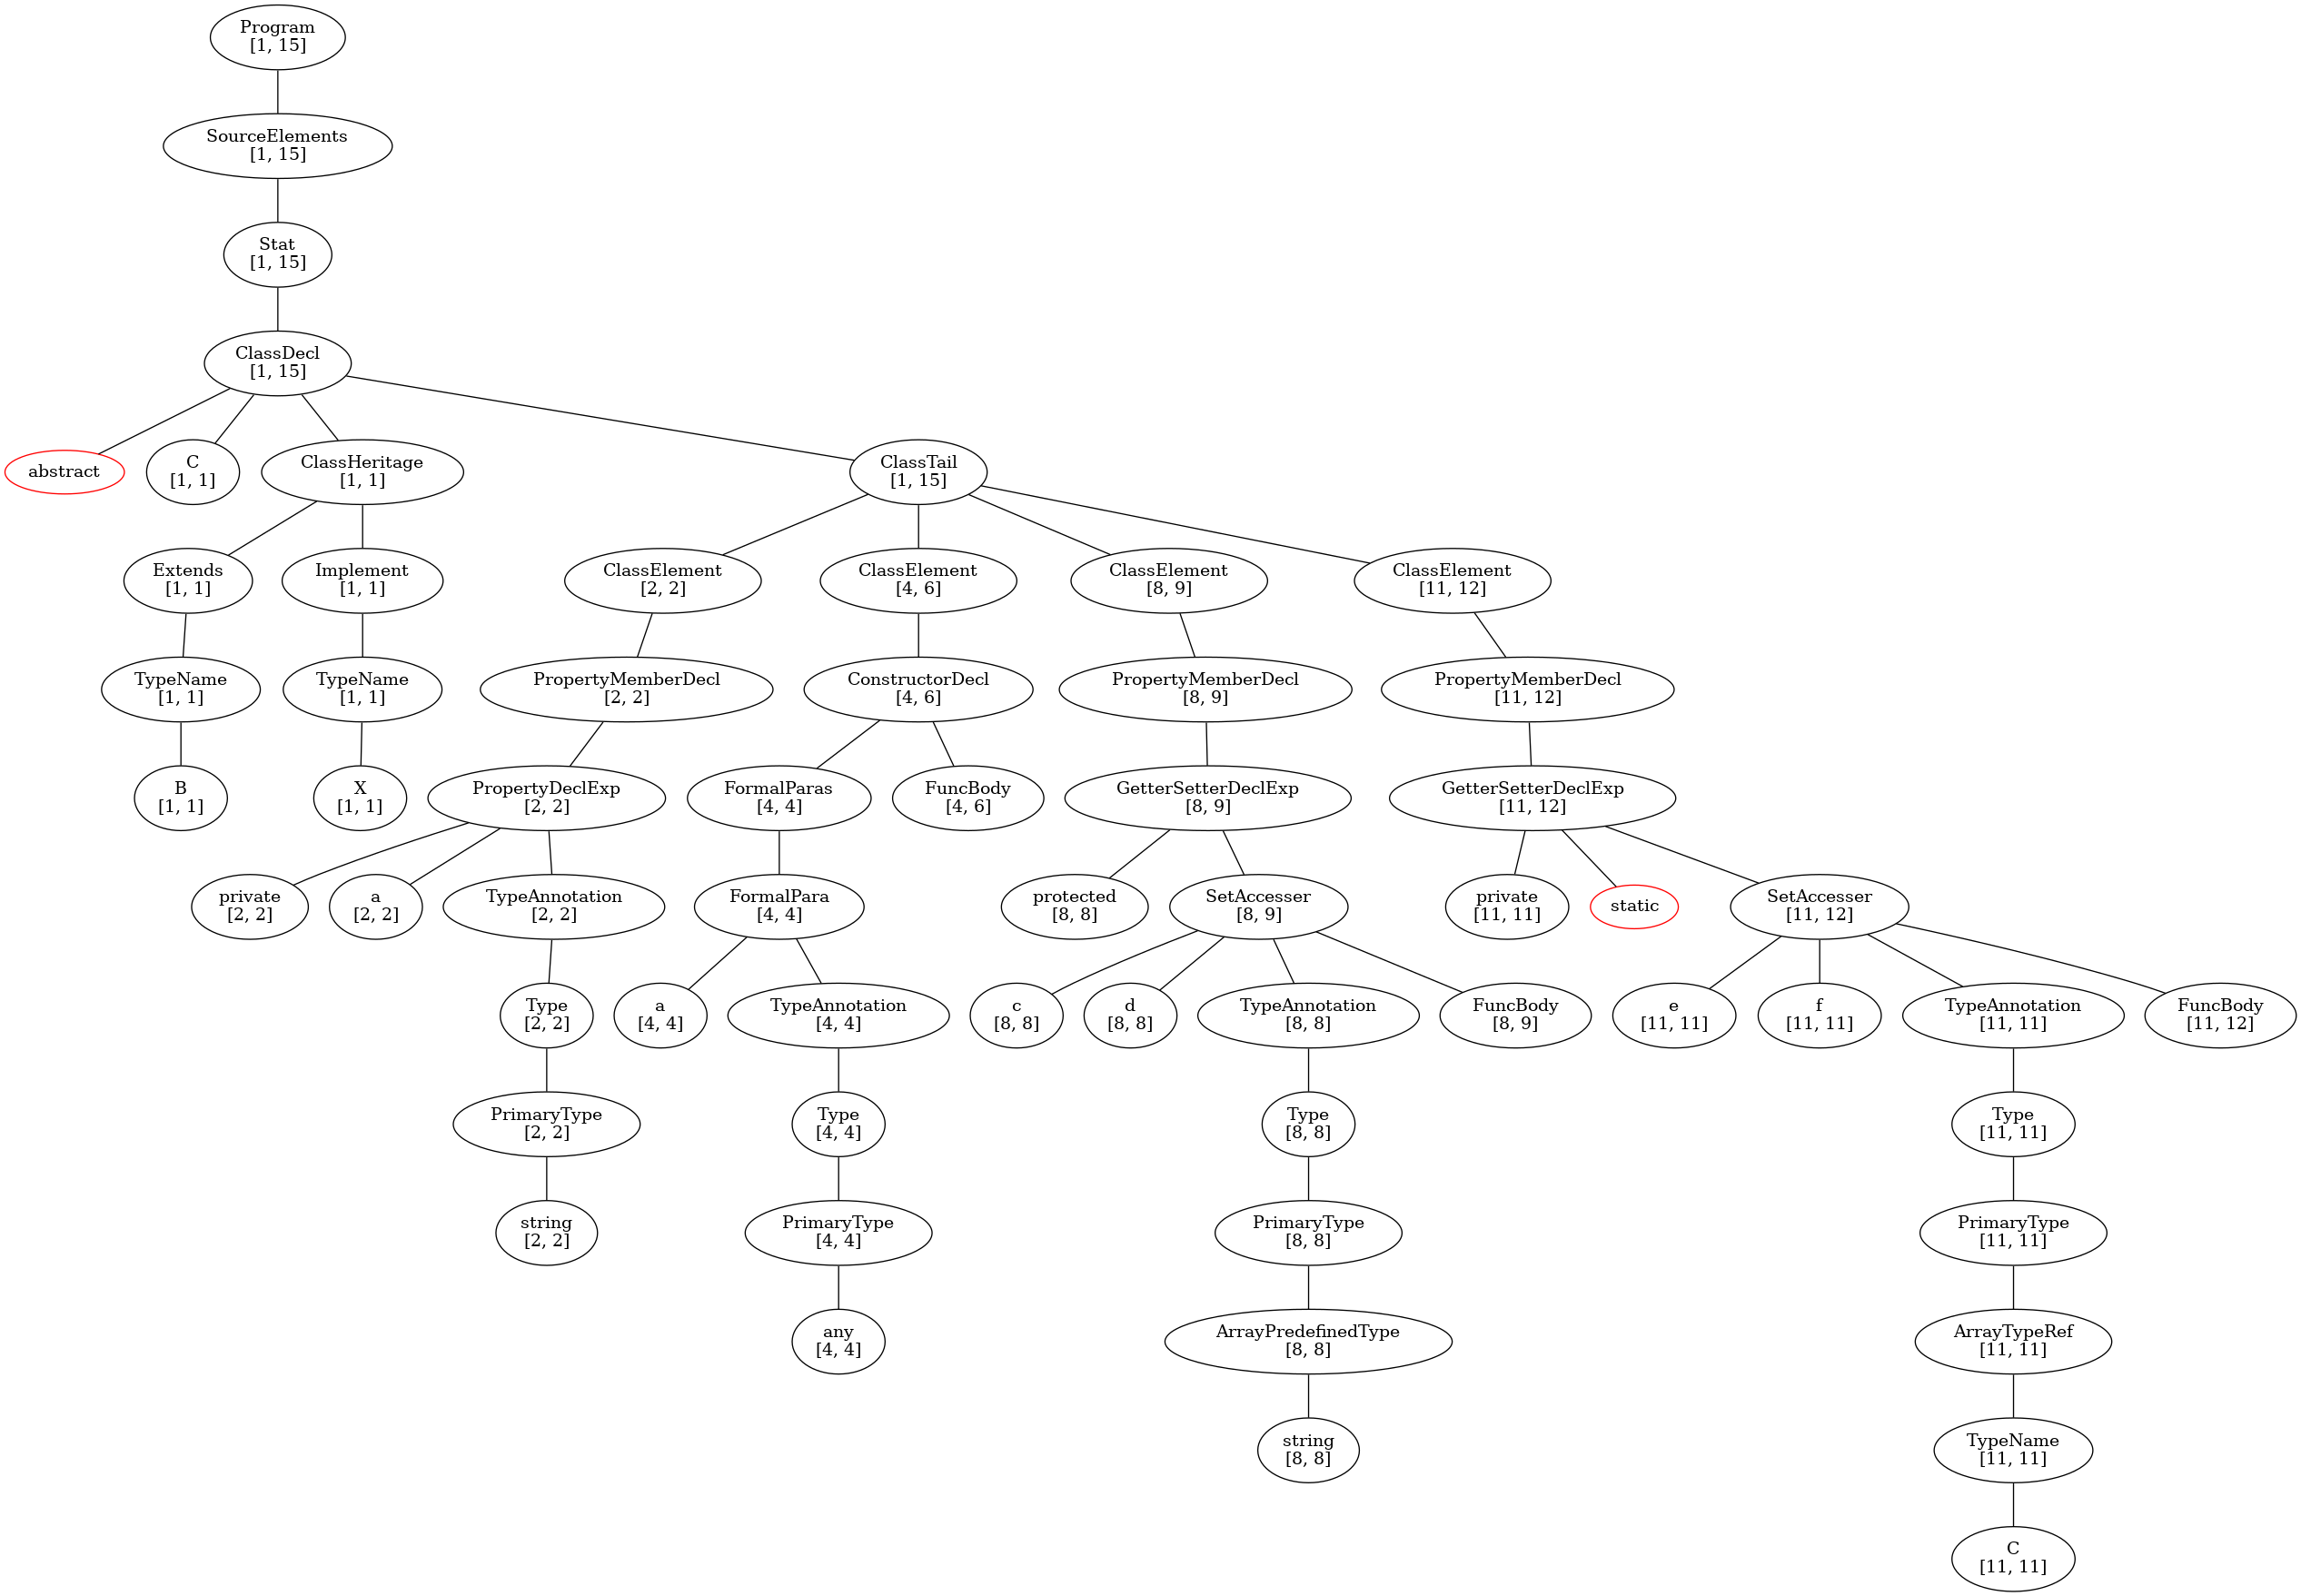 Program
[1, 15]
SourceElements
[1, 15]
Stat
[1, 15]
ClassDecl
[1, 15]
abstract
C
[1, 1]
ClassHeritage
[1, 1]
ClassTail
[1, 15]
Extends
[1, 1]
Implement
[1, 1]
ClassElement
[2, 2]
ClassElement
[4, 6]
ClassElement
[8, 9]
ClassElement
[11, 12]
TypeName
[1, 1]
TypeName
[1, 1]
PropertyMemberDecl
[2, 2]
ConstructorDecl
[4, 6]
PropertyMemberDecl
[8, 9]
PropertyMemberDecl
[11, 12]
B
[1, 1]
X
[1, 1]
PropertyDeclExp
[2, 2]
FormalParas
[4, 4]
FuncBody
[4, 6]
GetterSetterDeclExp
[8, 9]
GetterSetterDeclExp
[11, 12]
private
[2, 2]
a
[2, 2]
TypeAnnotation
[2, 2]
FormalPara
[4, 4]
protected
[8, 8]
SetAccesser
[8, 9]
private
[11, 11]
static
SetAccesser
[11, 12]
Type
[2, 2]
a
[4, 4]
TypeAnnotation
[4, 4]
c
[8, 8]
d
[8, 8]
TypeAnnotation
[8, 8]
FuncBody
[8, 9]
e
[11, 11]
f
[11, 11]
TypeAnnotation
[11, 11]
FuncBody
[11, 12]
PrimaryType
[2, 2]
Type
[4, 4]
Type
[8, 8]
Type
[11, 11]
string
[2, 2]
PrimaryType
[4, 4]
PrimaryType
[8, 8]
PrimaryType
[11, 11]
any
[4, 4]
ArrayPredefinedType
[8, 8]
ArrayTypeRef
[11, 11]
string
[8, 8]
TypeName
[11, 11]
C
[11, 11]